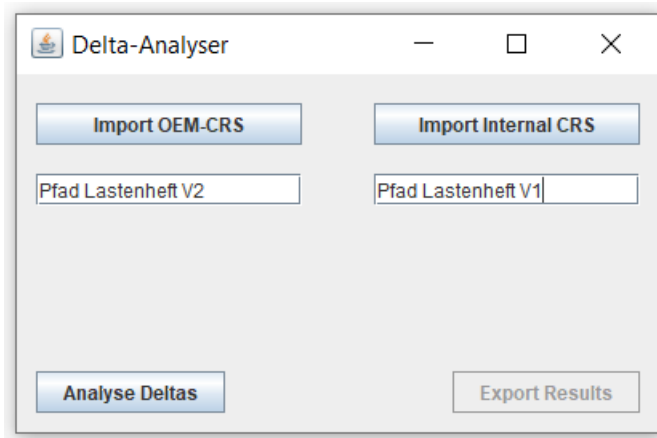 Delta-Analyser
Import OEM-CRS
Import Internal CRS
Pfad Lastenheft V2
Pfad Lastenheft V1
Analyse Deltas
Export Results